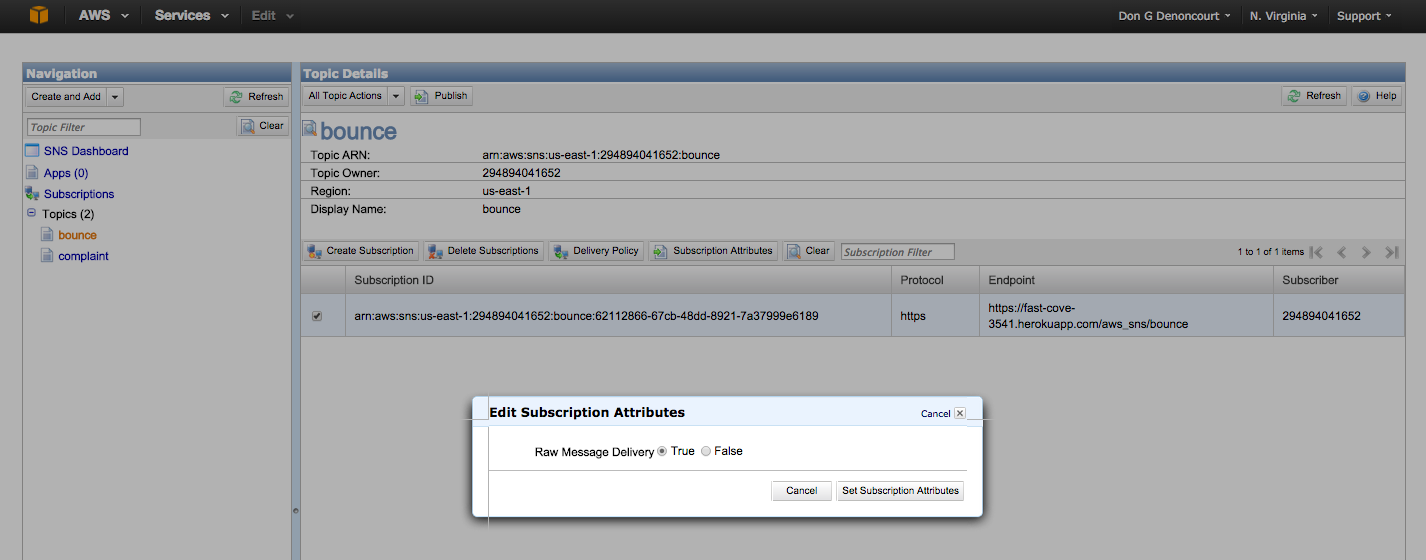 AWS Services Edit Don G Denoncourt N. Virginia Support
Navigation
Create and Add Refresh
Topic Filter Clear
SNS Dashboard
Apps (0)
Subscriptions
Topics (2)
bounce
complaint
Topic Details
All Topic Actions Publish Refresh Help
bounce
Topic ARN: arn:aws:sns:us-east-1:294894041652:bounce
Topic Owner: 294894041652
Region: us-east-1
Display Name: bounce
Create Subscription Delete Subscriptions Delivery Policy Subscription Attributes Clear Subscription Filter 1 to 1 of 1 items
Subscription ID Protocol Endpoint Subscriber
arn:aws:sns:us-east-1:294894041652:bounce:62112866-67cb-48dd-8921-7a37999e6189 https https://fast-cove-
3541.herokuapp.com/aws_sns/bounce 294894041652
Edit Subscription Attributes Cancel
Raw Message Delivery True False
Cancel Set Subscription Attributes